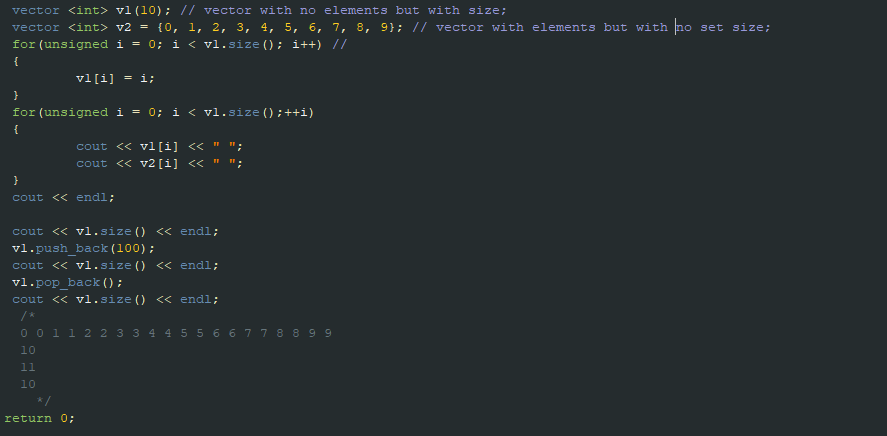 vector <int> v1(10); // vector with no elements but with size;
vector <int> v2 = {0, 1, 2, 3, 4, 5, 6, 7, 8, 9}; // vector with elements but with no set size;
for(unsigned i = 0; i < v1.size(); i++) //
{
v1[i] = i;
}
for(unsigned i = 0; i < v1.size();++i)
{
cout << v1[i] << " ";
cout << v2[i] << " ";
}
cout << endl;
cout << v1.size() << endl;
v1.push_back(100);
cout << v1.size() << endl;
v1.pop_back();
cout << v1.size() << endl;
/*
0 0 1 1 2 2 3 3 4 4 5 5 6 6 7 7 8 8 9 9
10
11
10
*/
return 0;